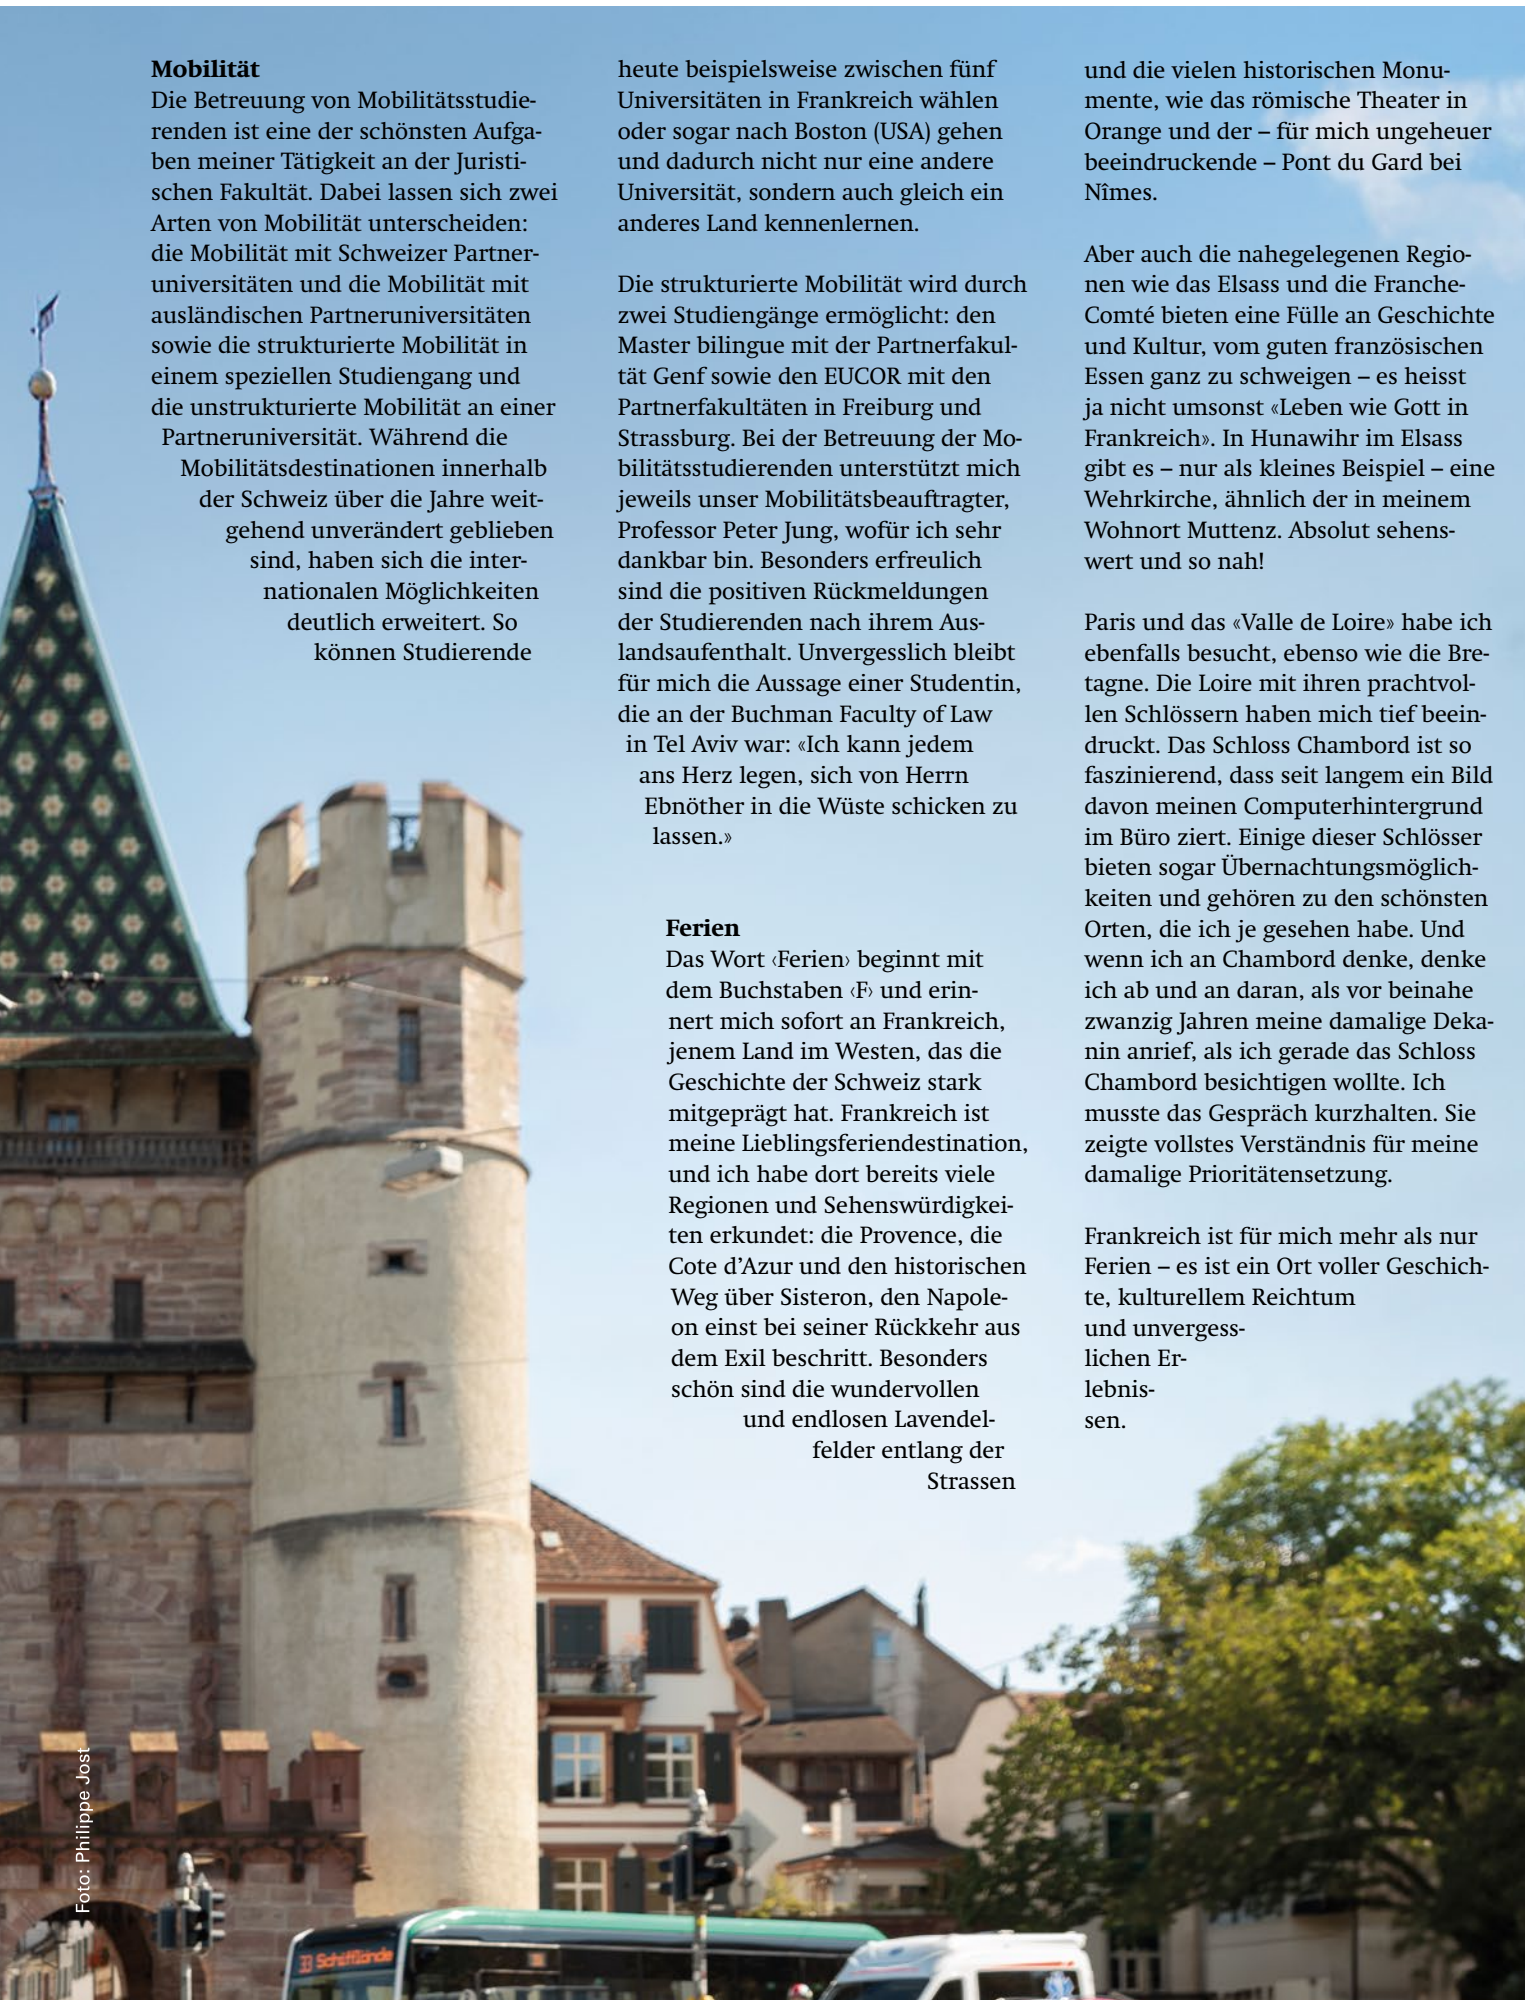 Mobilität
Die Betreuung von Mobilitätsstudie-
renden ist eine der schönsten Aufga-
ben meiner Tätigkeit an der Juristi-
schen Fakultät. Dabei lassen sich zwei
Arten von Mobilität unterscheiden:
die Mobilität mit Schweizer Partner-
universitäten und die Mobilität mit
ausländischen Partneruniversitäten
sowie die strukturierte Mobilität in
einem speziellen Studiengang und
die unstrukturierte Mobilität an einer
Partneruniversität. Während die
Mobilitätsdestinationen innerhalb
der Schweiz über die Jahre weit-
gehend unverändert geblieben
sind, haben sich die inter-
nationalen Möglichkeiten
deutlich erweitert. So
können Studierende
heute beispielsweise zwischen fünf
Universitäten in Frankreich wählen
oder sogar nach Boston (USA) gehen
und dadurch nicht nur eine andere
Universität, sondern auch gleich ein
anderes Land kennenlernen.
Die strukturierte Mobilität wird durch
zwei Studiengänge ermöglicht: den
Master bilingue mit der Partnerfakul-
tät Genf sowie den EUCOR mit den
Partnerfakultäten in Freiburg und
Strassburg. Bei der Betreuung der Mo-
bilitätsstudierenden unterstützt mich
jeweils unser Mobilitätsbeauftragter,
Professor Peter Jung, wofür ich sehr
dankbar bin. Besonders erfreulich
sind die positiven Rückmeldungen
der Studierenden nach ihrem Aus-
landsaufenthalt. Unvergesslich bleibt
für mich die Aussage einer Studentin,
die an der Buchman Faculty of Law
in Tel Aviv war: «Ich kann jedem
ans Herz legen, sich von Herrn
Ebnöther in die Wüste schicken zu
lassen.»
Ferien
Das Wort ‹Ferien› beginnt mit
dem Buchstaben ‹F› und erin-
nert mich sofort an Frankreich,
jenem Land im Westen, das die
Geschichte der Schweiz stark
mitgeprägt hat. Frankreich ist
meine Lieblingsferiendestination,
und ich habe dort bereits viele
Regionen und Sehenswürdigkei-
ten erkundet: die Provence, die
Cote d’Azur und den historischen
Weg über Sisteron, den Napole-
on einst bei seiner Rückkehr aus
dem Exil beschritt. Besonders
schön sind die wundervollen
und endlosen Lavendel-
felder entlang der
Strassen
und die vielen historischen Monu-
mente, wie das römische Theater in
Orange und der – für mich ungeheuer
beeindruckende – Pont du Gard bei
Nîmes.
Aber auch die nahegelegenen Regio-
nen wie das Elsass und die Franche-
Comté bieten eine Fülle an Geschichte
und Kultur, vom guten französischen
Essen ganz zu schweigen – es heisst
ja nicht umsonst «Leben wie Gott in
Frankreich». In Hunawihr im Elsass
gibt es – nur als kleines Beispiel – eine
Wehrkirche, ähnlich der in meinem
Wohnort Muttenz. Absolut sehens-
wert und so nah!
Paris und das «Valle de Loire» habe ich
ebenfalls besucht, ebenso wie die Bre-
tagne. Die Loire mit ihren prachtvol-
len Schlössern haben mich tief beein-
druckt. Das Schloss Chambord ist so
faszinierend, dass seit langem ein Bild
davon meinen Computerhintergrund
im Büro ziert. Einige dieser Schlösser
bieten sogar Übernachtungsmöglich-
keiten und gehören zu den schönsten
Orten, die ich je gesehen habe. Und
wenn ich an Chambord denke, denke
ich ab und an daran, als vor beinahe
zwanzig Jahren meine damalige Deka-
nin anrief, als ich gerade das Schloss
Chambord besichtigen wollte. Ich
musste das Gespräch kurzhalten. Sie
zeigte vollstes Verständnis für meine
damalige Prioritätensetzung.
Frankreich ist für mich mehr als nur
Ferien – es ist ein Ort voller Geschich-
te, kulturellem Reichtum
und unvergess-
lichen Er-
lebnis-
sen.
Foto: Philippe Jost
33 Schifflände